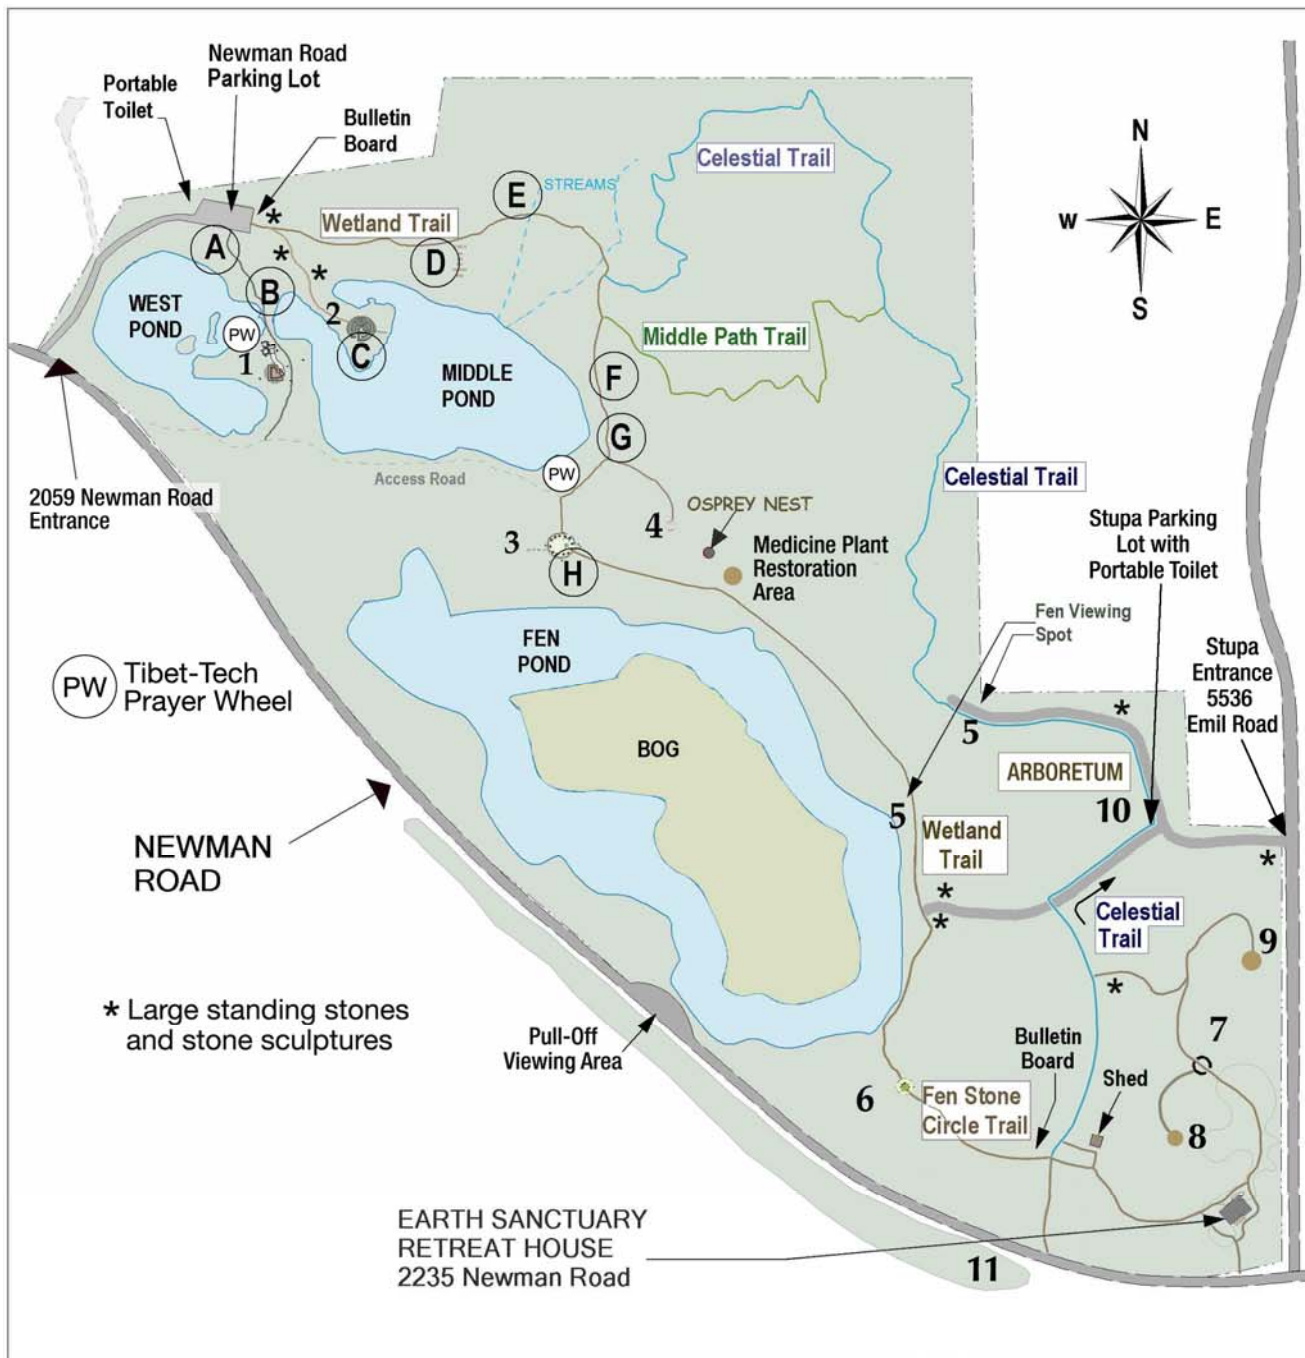 Newman Road
Parking Lot
Portable
Toilet
Bulletin
Board
N
W
E
S
Celestial Trail
STREAMS
E
Wetland Trail
*
*
*
A
D
B
WEST
POND
PW
1
2
C
MIDDLE
POND
Middle Path Trail
F
G
2059 Newman Road
Entrance
Access Road
PW
Celestial Trail
OSPREY NEST
4
3
H
Medicine Plant
Restoration
Area
Stupa Parking
Lot with
Portable Toilet
Fen Viewing
Spot
Stupa
Entrance
5536
Emil Road
FEN
POND
PW
Tibet-Tech
Prayer Wheel
5
*
BOG
ARBORETUM
10
5
Wetland
Trail
NEWMAN
ROAD
*
*
*
Celestial
Trail
9
*
* Large standing stones
and stone sculptures
Pull-Off
Viewing Area
Bulletin
Board
7
Shed
6
Fen Stone
Circle Trail
8
EARTH SANCTUARY
RETREAT HOUSE
2235 Newman Road
11